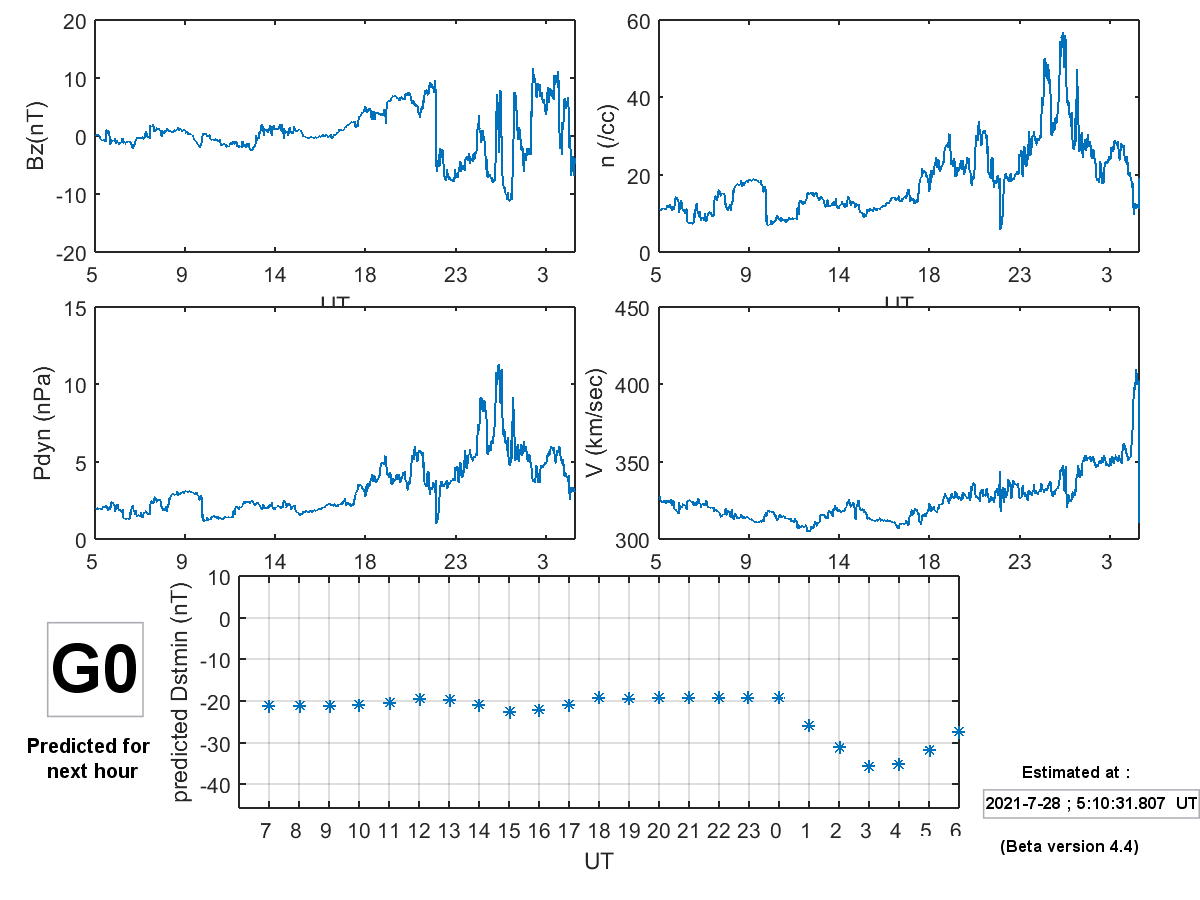 20
10
0
-10
-20
Bz(nT)
5 9 14 18 23 3
UT
60
40
20
0
n (/cc)
5 9 14 18 23 3
UT
15
10
5
0
Pdyn (nPa)
5 9 14 18 23 3
450
400
350
300
V (km/sec)
5 9 14 18 23 3
G0
Predicted for
next hour
10
0
-10
-20
-30
-40
predicted Dstmin (nT)
7 8 9 10 11 12 13 14 15 16 17 18 19 20 21 22 23 0 1 2 3 4 5 6
UT
Estimated at :
2021-7-28 ; 5:10:31.807 UT
(Beta version 4.4)